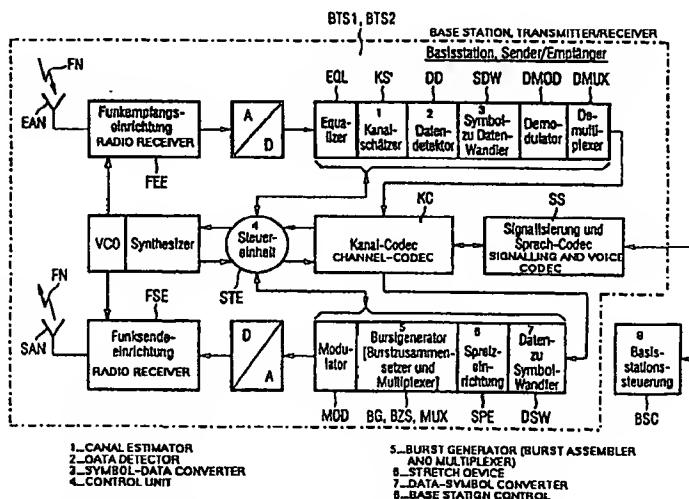 BTS1, BTS2
BASE STATION, TRANSMITTER/RECEIVER
Basisstation, Sender/Empfänger
FN
EAN
Funkempfangs-
einrichtung
RADIO RECEIVER
FEE
A
D
EQL
KS'
DD
SDW
DMOD
DMUX
Equa-
lizer
1
Kanal-
schätzer
2
Daten-
detektor
3
Symbol-
zu Daten-
Wandler
Demo-
dulator
De-
multi-
plexer
VCO
Synthesizer
4
Steuer-
einheit
STE
KC
Kanal-Codec
CHANNEL-CODEC
SS
Signalisierung und
Sprach-Codec
SIGNALLING AND VOICE
CODEC
FN
SAN
FSE
Funksende-
einrichtung
RADIO RECEIVER
D
A
Modu-
lator
5
Burstgenerator
[Burstzusammen-
setzer und
Multiplexer]
6
Spreiz-
einrichtung
7
Daten-
zu Symbol-
Wandler
MOD
BG, BZS, MUX
SPE
DSW
8
Basis-
stations-
steuerung
BSC
1...CANAL ESTIMATOR
2...DATA DETECTOR
3...SYMBOL-DATA CONVERTER
4...CONTROL UNIT
5...BURST GENERATOR (BURST ASSEMBLER
AND MULTIPLEXER)
6...STRETCH DEVICE
7...DATA-SYMBOL CONVERTER
8...BASE STATION CONTROL